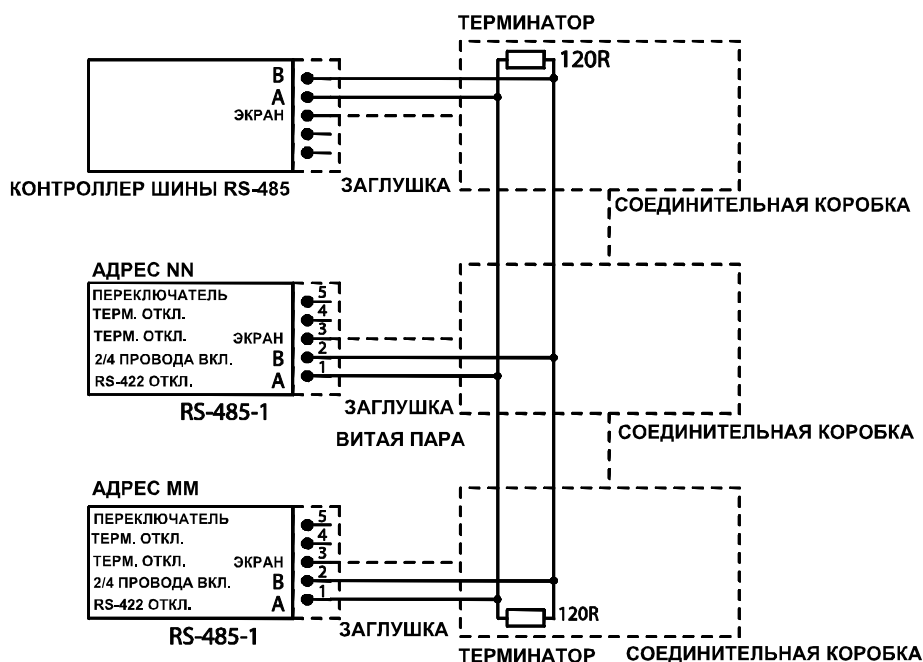 ТЕРМИНАТОР
120R
B
A
ЭКРАН
КОНТРОЛЛЕР ШИНЫ RS-485
ЗАГЛУШКА
СОЕДИНИТЕЛЬНАЯ КОРОБКА
АДРЕС NN
ПЕРЕКЛЮЧАТЕЛЬ
5
ТЕРМ. ОТКЛ.
4
ТЕРМ. ОТКЛ.
ЭКРАН
3
2/4 ПРОВОДА ВКЛ.
B
2
RS-422 ОТКЛ.
A
1
RS-485-1
ЗАГЛУШКА
ВИТАЯ ПАРА
СОЕДИНИТЕЛЬНАЯ КОРОБКА
АДРЕС ММ
ПЕРЕКЛЮЧАТЕЛЬ
5
ТЕРМ. ОТКЛ.
4
ТЕРМ. ОТКЛ.
ЭКРАН
3
2/4 ПРОВОДА ВКЛ.
B
2
RS-422 ОТКЛ.
A
1
RS-485-1
ЗАГЛУШКА
120R
ТЕРМИНАТОР
СОЕДИНИТЕЛЬНАЯ КОРОБКА